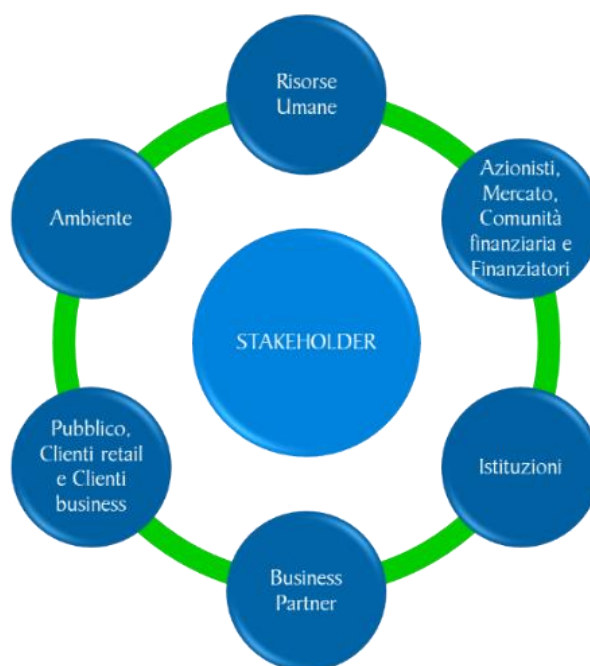 Risorse
Umane
Azionisti,
Mercato,
Comunità
finanziaria e
Finanziatori
Ambiente
STAKEHOLDER
Pubblico,
Clienti retail
e Clienti
business
Istituzioni
Business
Partner